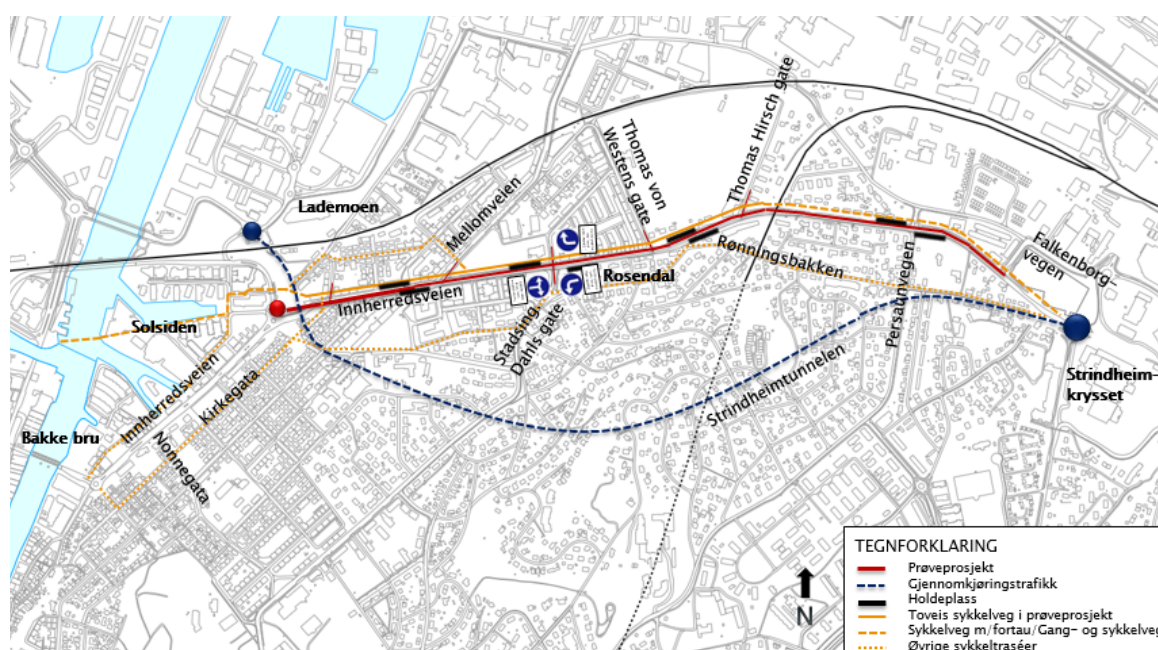 Thomas Hirsch gate
Thomas von
Westens gate
Lademoen
Mellomveien
Rønningsbakken
Falkenborg-
vegen
Rosendal
Innherredsveien
Persaunvegen
Solsiden
Stadsing.
Dahls gate
Strindheimtunnelen
Strindheim-
krysset
Innherredsveien
Kirkegata
Bakke bru
Nonnegata
N
TEGNFORKLARING
Prøveprosjekt
Gjennomkjøringstrafikk
Holdeplass
Toveis sykkelveg i prøveprosjekt
Sykkelveg m/fortau/Gang- og sykkelveg
Øvrige sykkeltraséer